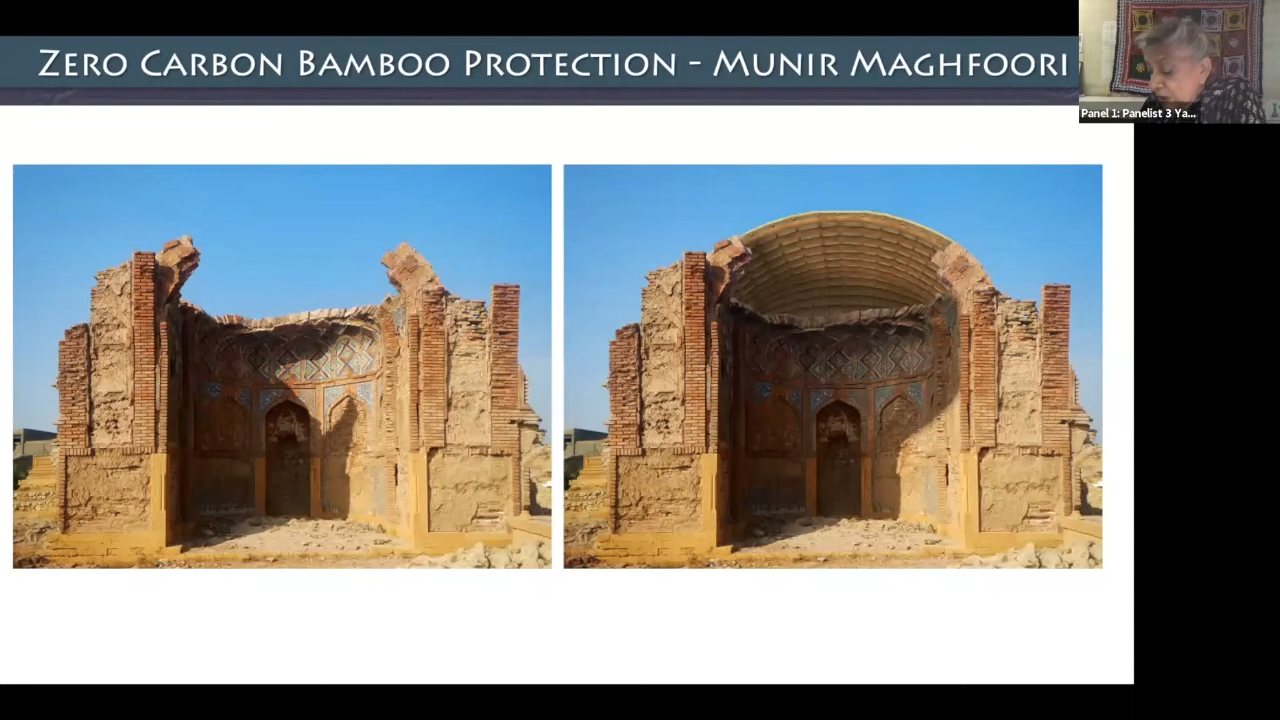 ZERO CARBON BAMBOO PROTECTION - MUNIR MAGHFOORI
Panel 1: Panelist 3 Ya...